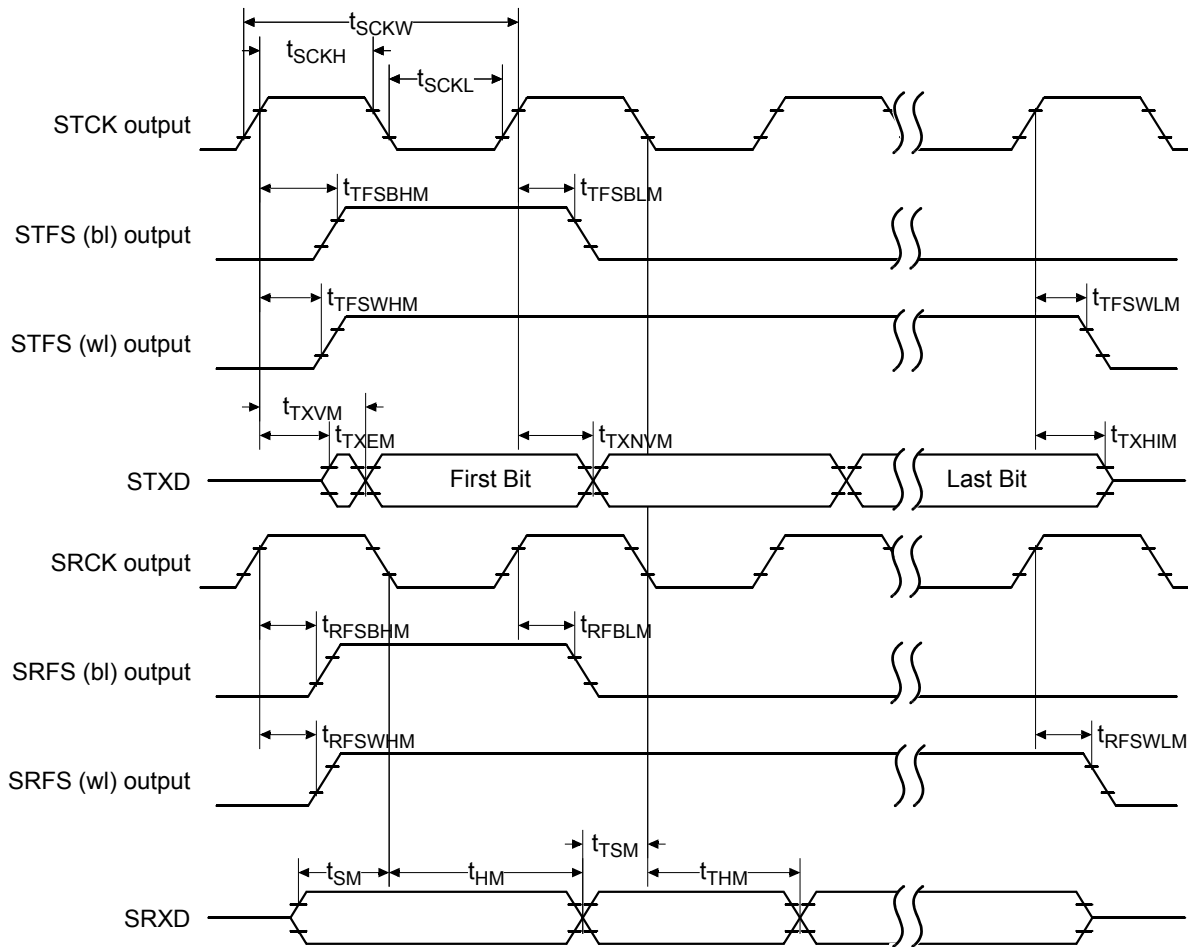 tSCKW
tSCKH
tSCKL
STCK output
tTFSBHM
tTFSBLM
STFS (bl) output
tTFSWHM
tTFSWLM
STFS (wl) output
tTXVM
tTXEM
tTXNVM
tTXHIM
STXD
First Bit
Last Bit
SRCK output
tRFSBHM
tRFBLM
SRFS (bl) output
tRFSWHM
tRFSWLM
SRFS (wl) output
tTSM
tSM
tHM
tTHM
SRXD